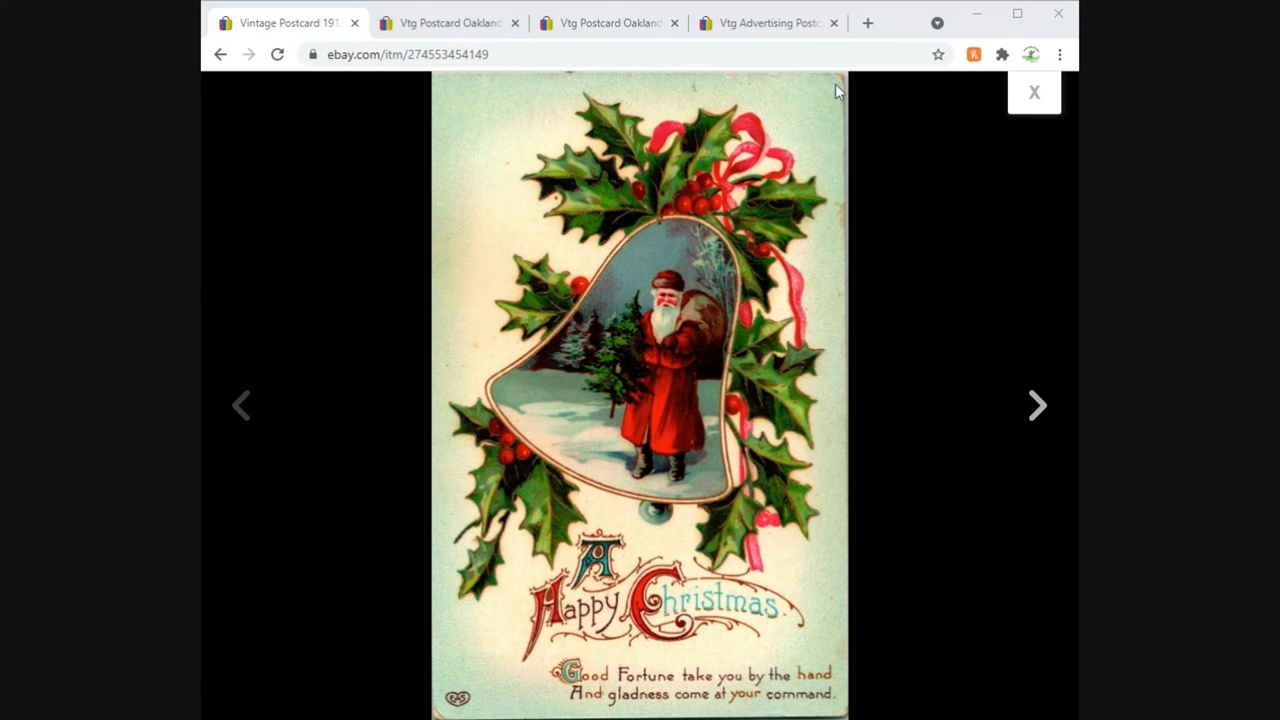 Vintage Postcard 191
Vtg Postcard Oakland
Vtg Postcard Oakland
Vtg Advertising Postc
ebay.com/itm/274553454149
X
A
Happy Christmas.
Good Fortune take you by the hand
And gladness come at your command.
EAS